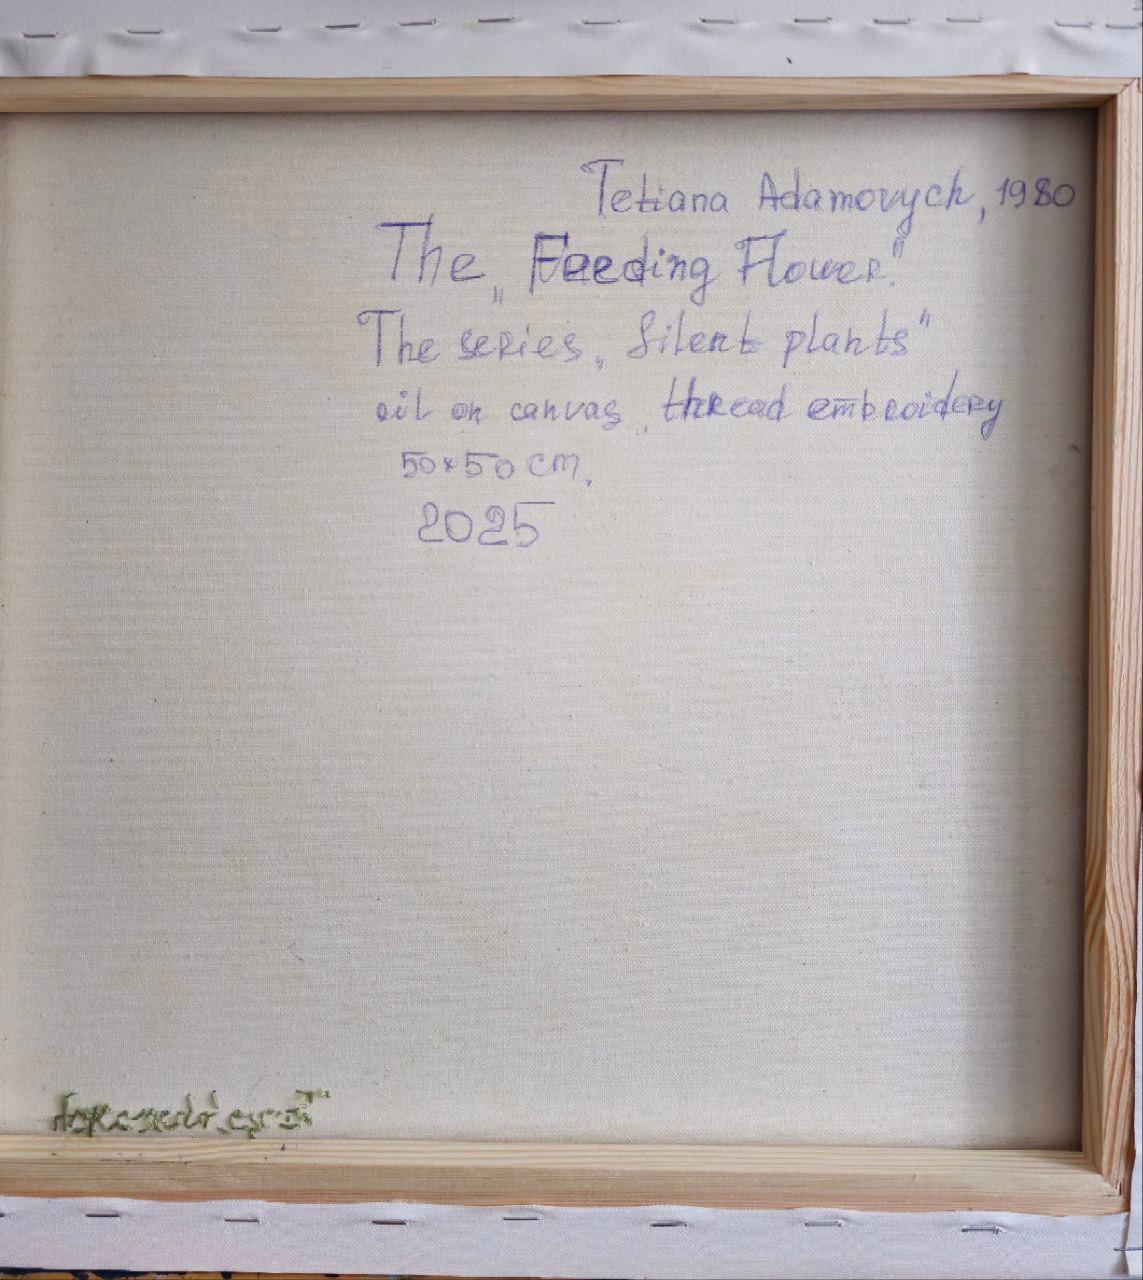 Tetiana Adamovych, 1980
The „Feeding Flower."
The series „Silent plants"
oil on canvas, thread embroidery
50×50 cm.
2025